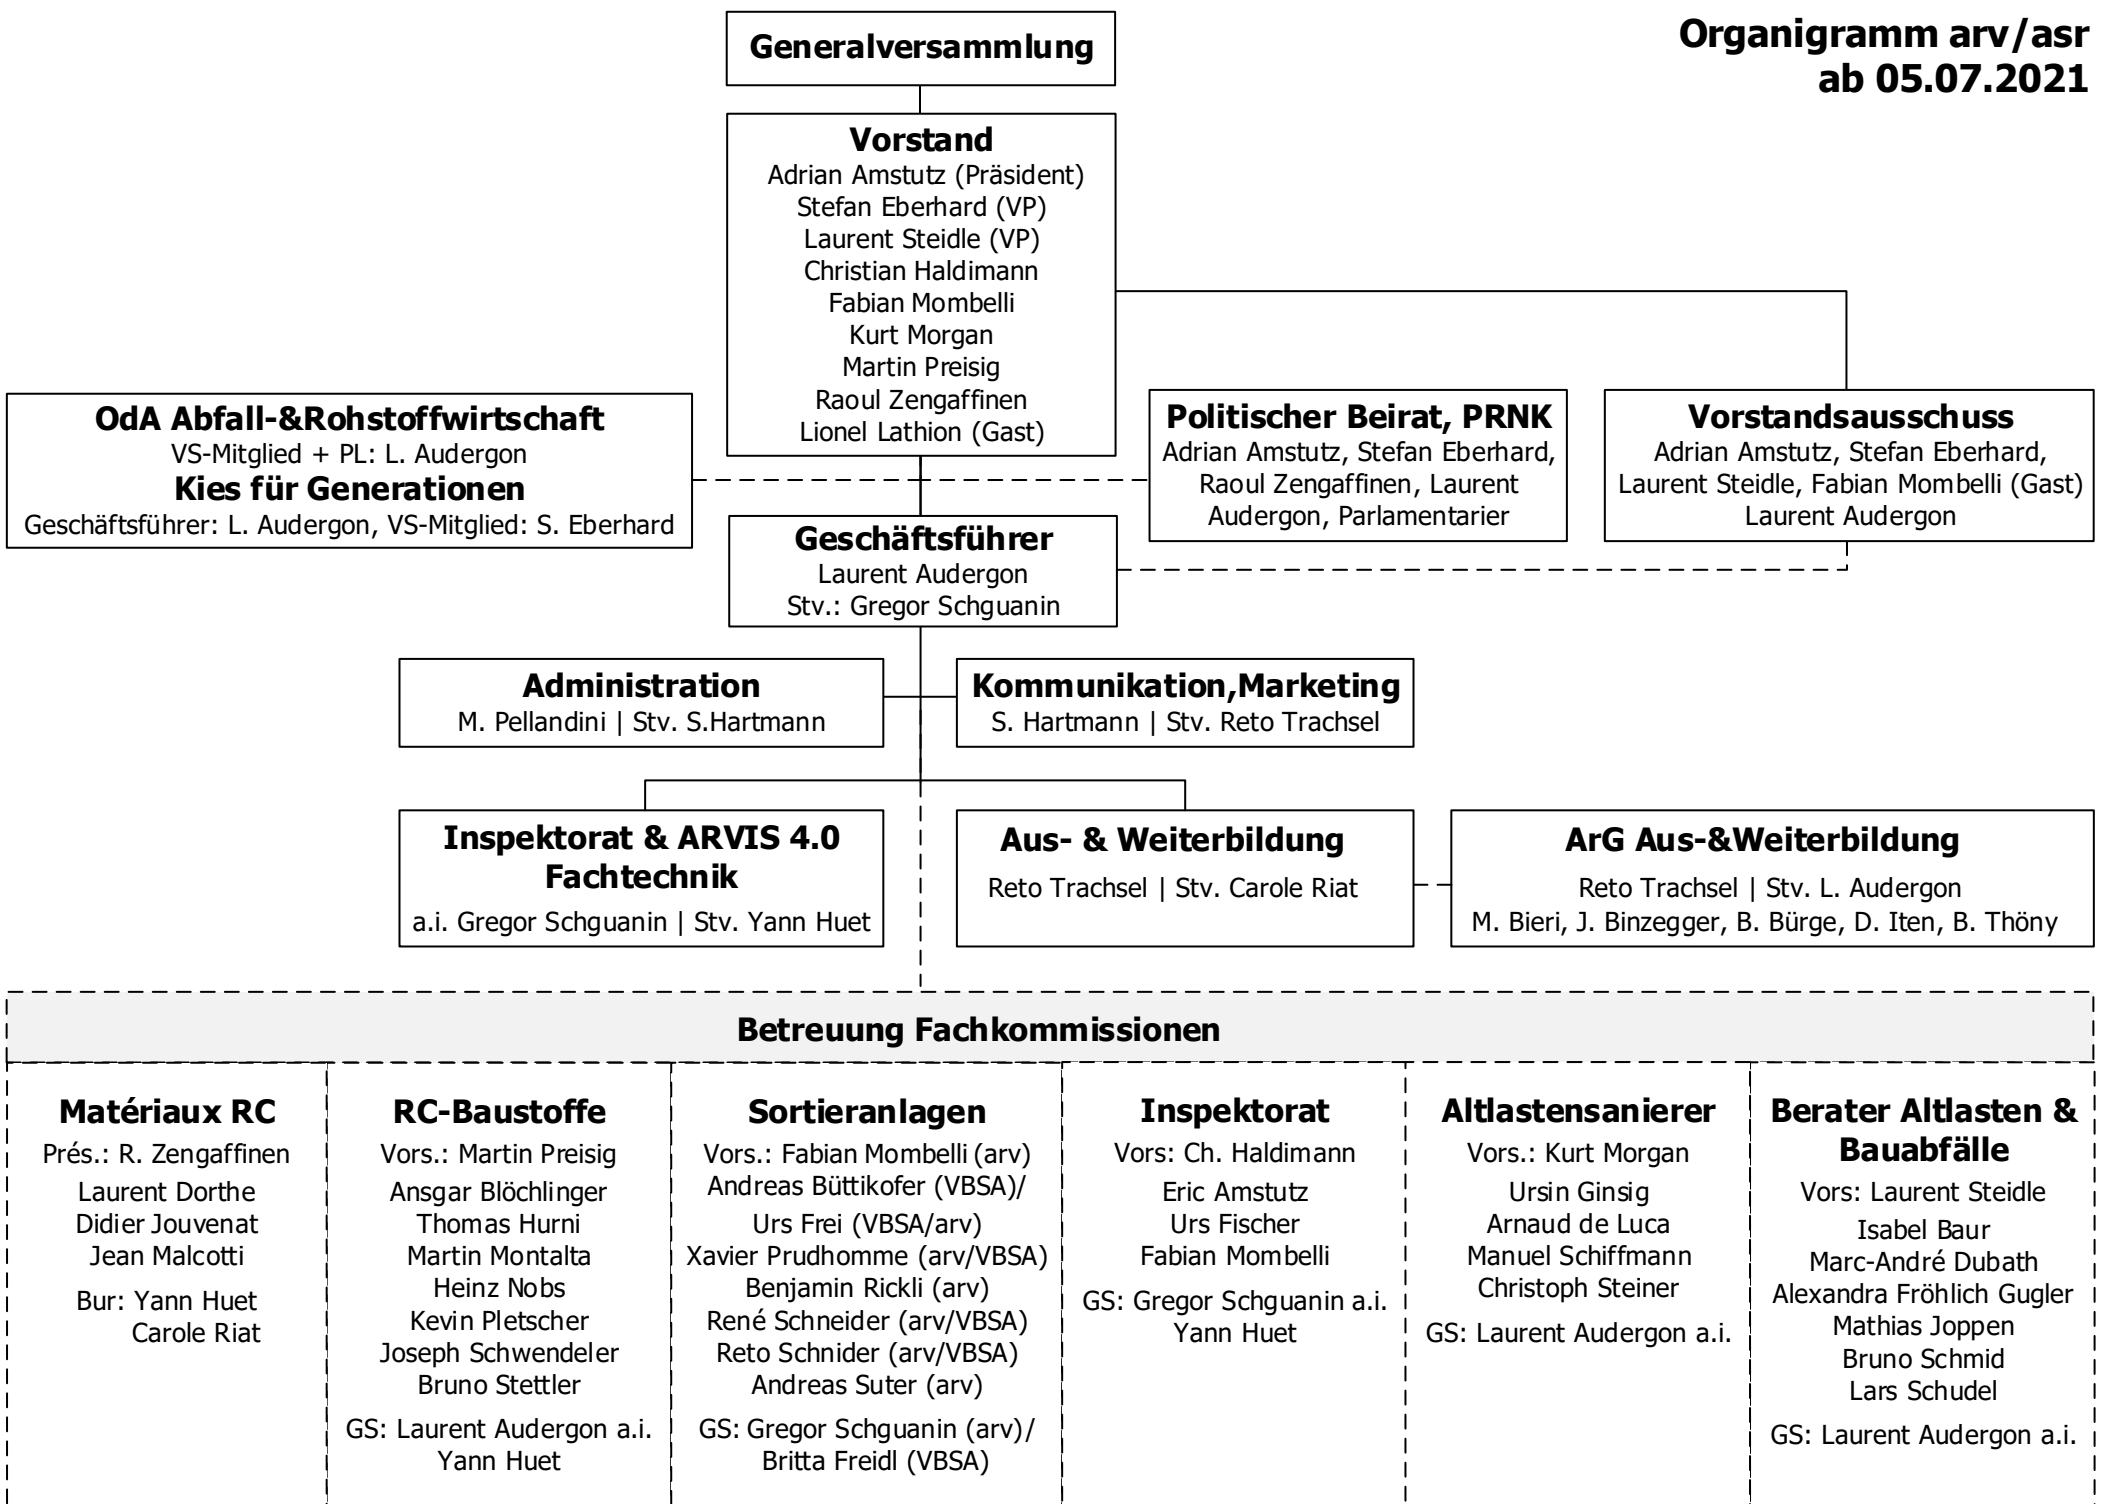 Organigramm arv/asr
ab 05.07.2021
Generalversammlung
Vorstand
Adrian Amstutz (Präsident)
Stefan Eberhard (VP)
Laurent Steidle (VP)
Christian Haldimann
Fabian Mombelli
Kurt Morgan
Martin Preisig
Raoul Zengaffinen
Lionel Lathion (Gast)
OdA Abfall-&Rohstoffwirtschaft
VS-Mitglied + PL: L. Audergon
Kies für Generationen
Geschäftsführer: L. Audergon, VS-Mitglied: S. Eberhard
Politischer Beirat, PRNK
Adrian Amstutz, Stefan Eberhard,
Raoul Zengaffinen, Laurent
Audergon, Parlamentarier
Vorstandsausschuss
Adrian Amstutz, Stefan Eberhard,
Laurent Steidle, Fabian Mombelli (Gast)
Laurent Audergon
Geschäftsführer
Laurent Audergon
Stv.: Gregor Schguanin
Administration
M. Pellandini | Stv. S.Hartmann
Kommunikation,Marketing
S. Hartmann | Stv. Reto Trachsel
Inspektorat & ARVIS 4.0
Fachtechnik
a.i. Gregor Schguanin | Stv. Yann Huet
Aus- & Weiterbildung
Reto Trachsel | Stv. Carole Riat
ArG Aus-&Weiterbildung
Reto Trachsel | Stv. L. Audergon
M. Bieri, J. Binzegger, B. Bürge, D. Iten, B. Thöny
Betreuung Fachkommissionen
Matériaux RC
Prés.: R. Zengaffinen
Laurent Dorthe
Didier Jouvenat
Jean Malcotti
Bur: Yann Huet
Carole Riat
RC-Baustoffe
Vors.: Martin Preisig
Ansgar Blöchlinger
Thomas Hurni
Martin Montalta
Heinz Nobs
Kevin Pletscher
Joseph Schwendeler
Bruno Stettler
GS: Laurent Audergon a.i.
Yann Huet
Sortieranlagen
Vors.: Fabian Mombelli (arv)
Andreas Büttikofer (VBSA)/
Urs Frei (VBSA/arv)
Xavier Prudhomme (arv/VBSA)
Benjamin Rickli (arv)
René Schneider (arv/VBSA)
Reto Schnider (arv/VBSA)
Andreas Suter (arv)
GS: Gregor Schguanin (arv)/
Britta Freidl (VBSA)
Inspektorat
Vors: Ch. Haldimann
Eric Amstutz
Urs Fischer
Fabian Mombelli
GS: Gregor Schguanin a.i.
Yann Huet
Altlastensanierer
Vors.: Kurt Morgan
Ursin Ginsig
Arnaud de Luca
Manuel Schiffmann
Christoph Steiner
GS: Laurent Audergon a.i.
Berater Altlasten &
Bauabfälle
Vors: Laurent Steidle
Isabel Baur
Marc-André Dubath
Alexandra Fröhlich Gugler
Mathias Joppen
Bruno Schmid
Lars Schudel
GS: Laurent Audergon a.i.